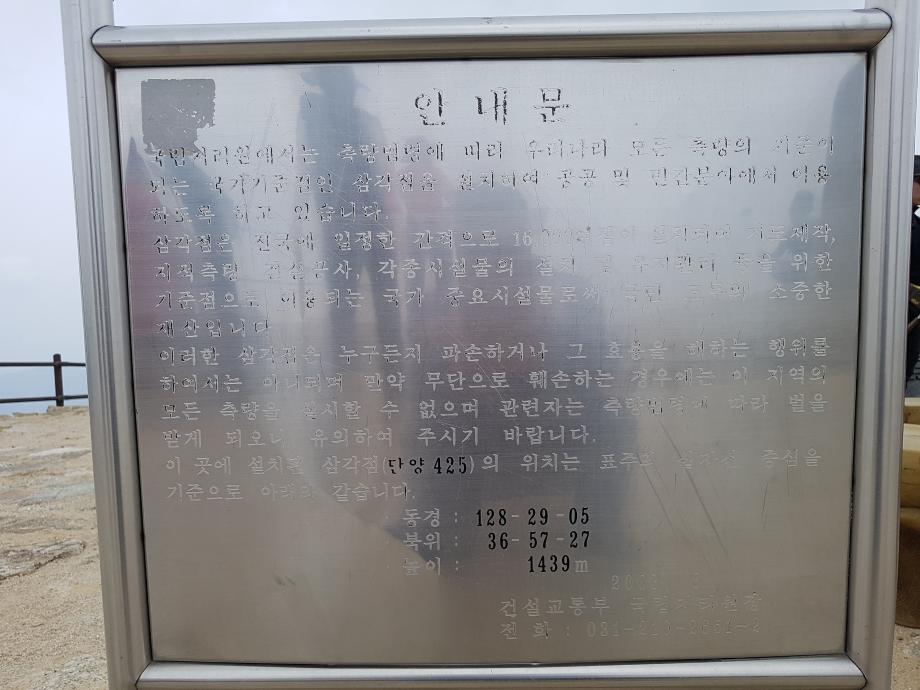 안 내 문
국립지리원에서는 측량법령에 따라 우리나라 모든 측량의 기준이
되는 국가기준점인 삼각점을 설치하여 공공 및 민간분야에서 이용
하도록 하고 있습니다.
삼각점은 전국에 일정한 간격으로 설치되어 지도제작,
지적측량, 건설공사, 각종시설물의 설치 및 유지관리 등을 위한
기준점으로 이용되는 국가 중요시설물로써 국민 모두의 소중한
재산입니다
이러한 삼각점은 누구든지 파손하거나 그 효용을 해하는 행위를
하여서는 아니되며 만약 무단으로 훼손하는 경우에는 이 지역의
모든 측량을 실시할 수 없으며 관련자는 측량법령에 따라 벌을
받게 되오니 유의하여 주시기 바랍니다.
이 곳에 설치된 삼각점(단양425)의 위치는 표주의 십자선 중심을
기준으로 아래와 같습니다.
동경 : 128-29-05
북위 : 36-57-27
높이 : 1439m
건설교통부 국립지리원장
전 화 :